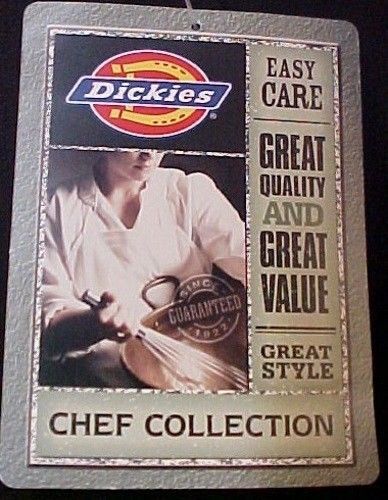 Dickies
®
EASY
CARE
GREAT
QUALITY
AND
GREAT
VALUE
GREAT
STYLE
SINCE
GUARANTEED
1922
CHEF COLLECTION